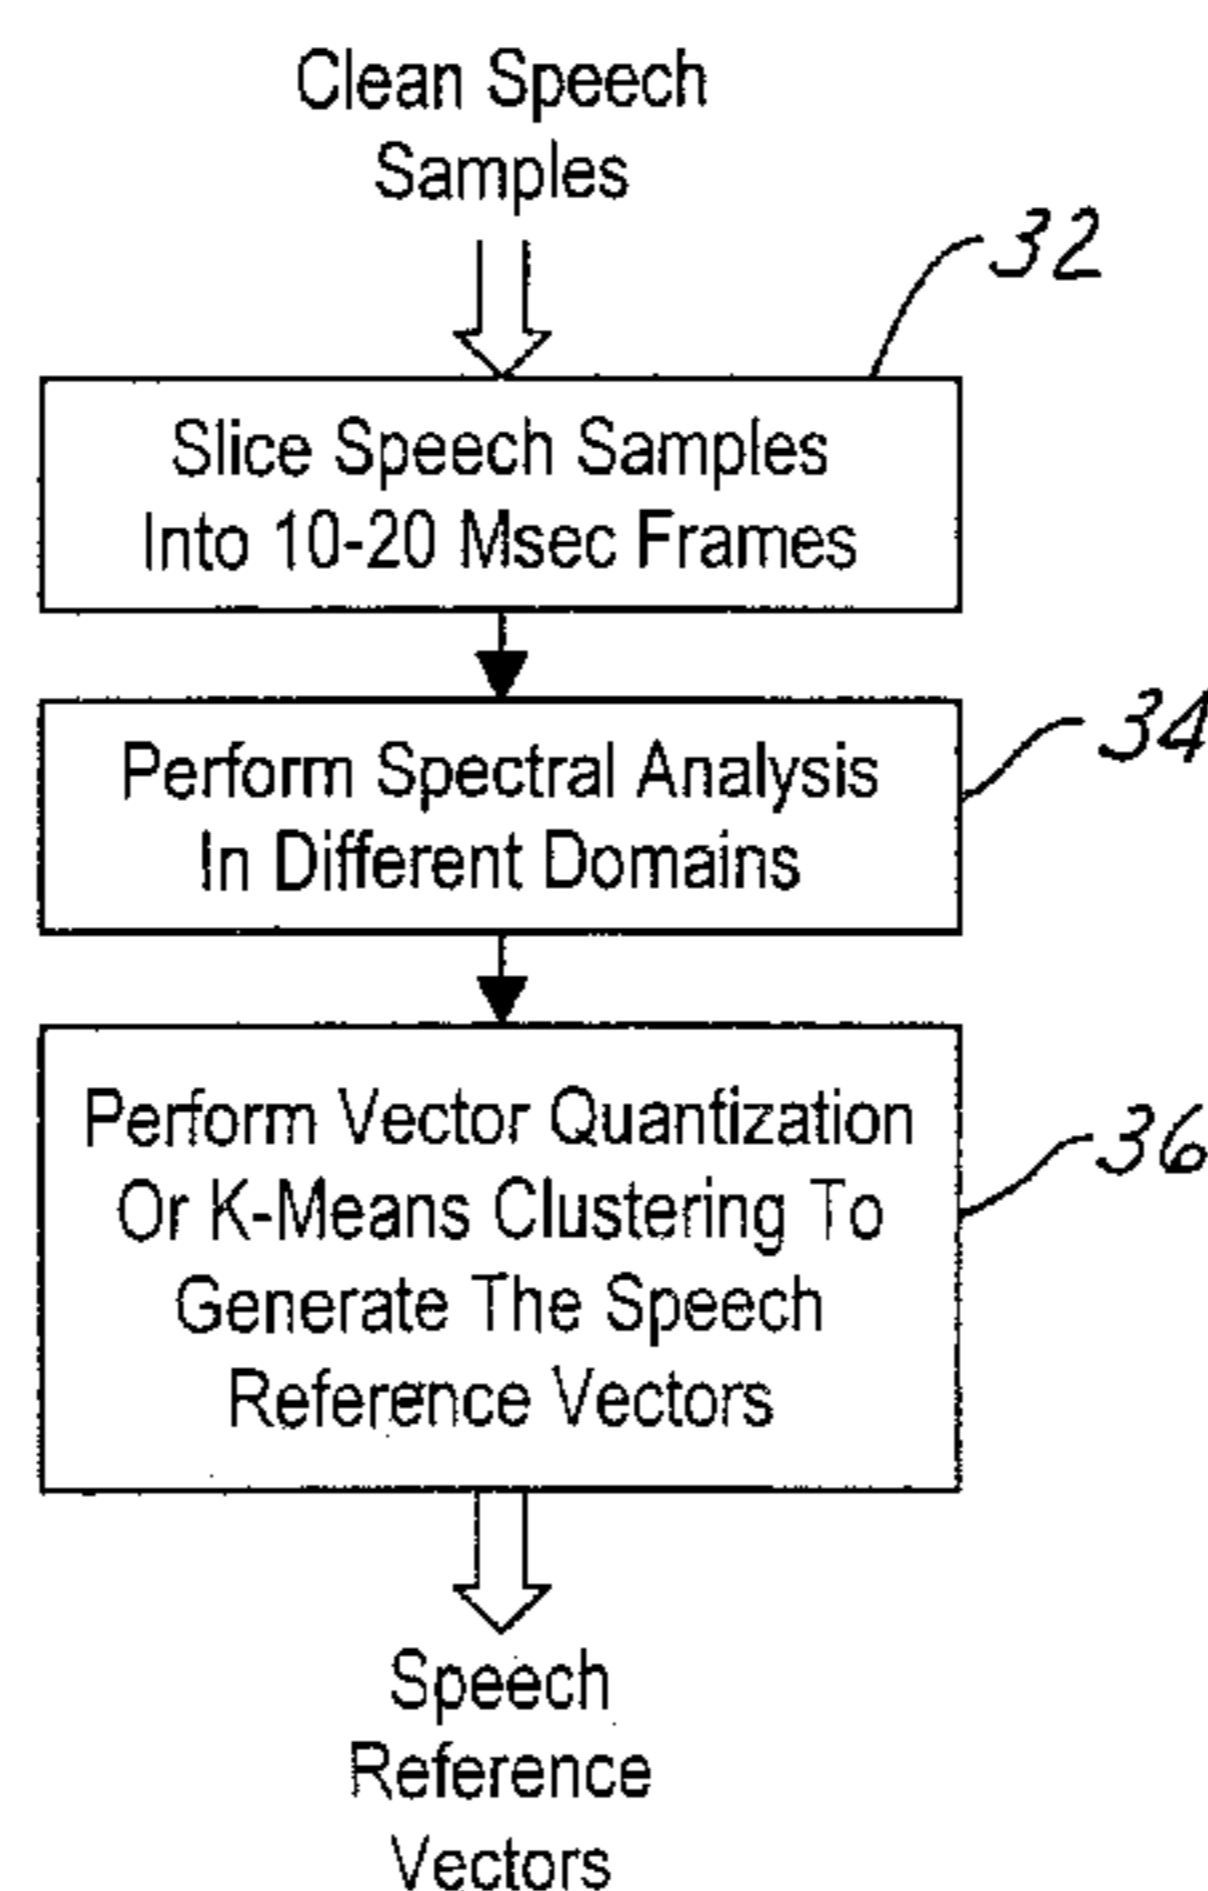 Clean Speech
Samples
32
Slice Speech Samples
Into 10-20 Msec Frames
34
Perform Spectral Analysis
In Different Domains
36
Perform Vector Quantization
Or K-Means Clustering To
Generate The Speech
Reference Vectors
Speech
Reference
Vectors